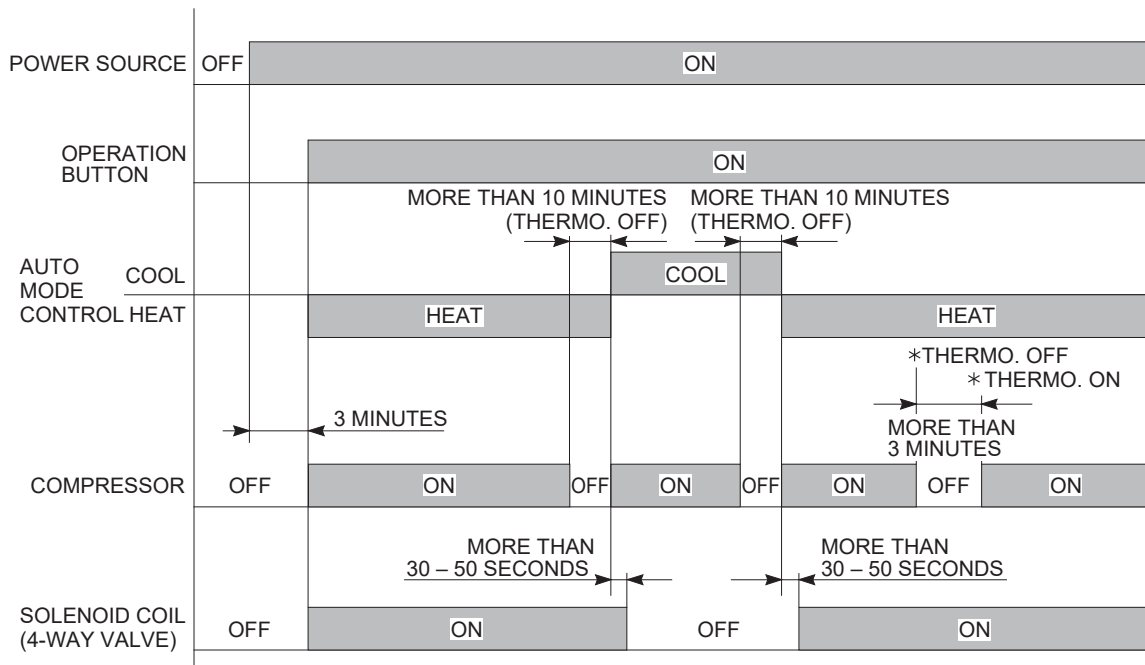 POWER SOURCE OFF ON
OPERATION
BUTTON
ON
MORE THAN 10 MINUTES
(THERMO. OFF)
MORE THAN 10 MINUTES
(THERMO. OFF)
AUTO
MODE
CONTROL
COOL
HEAT
COOL
HEAT
HEAT
*THERMO. OFF
*THERMO. ON
3 MINUTES
MORE THAN
3 MINUTES
COMPRESSOR OFF ON OFF ON OFF ON OFF ON
MORE THAN
30 – 50 SECONDS
MORE THAN
30 – 50 SECONDS
SOLENOID COIL
(4-WAY VALVE)
OFF ON OFF ON